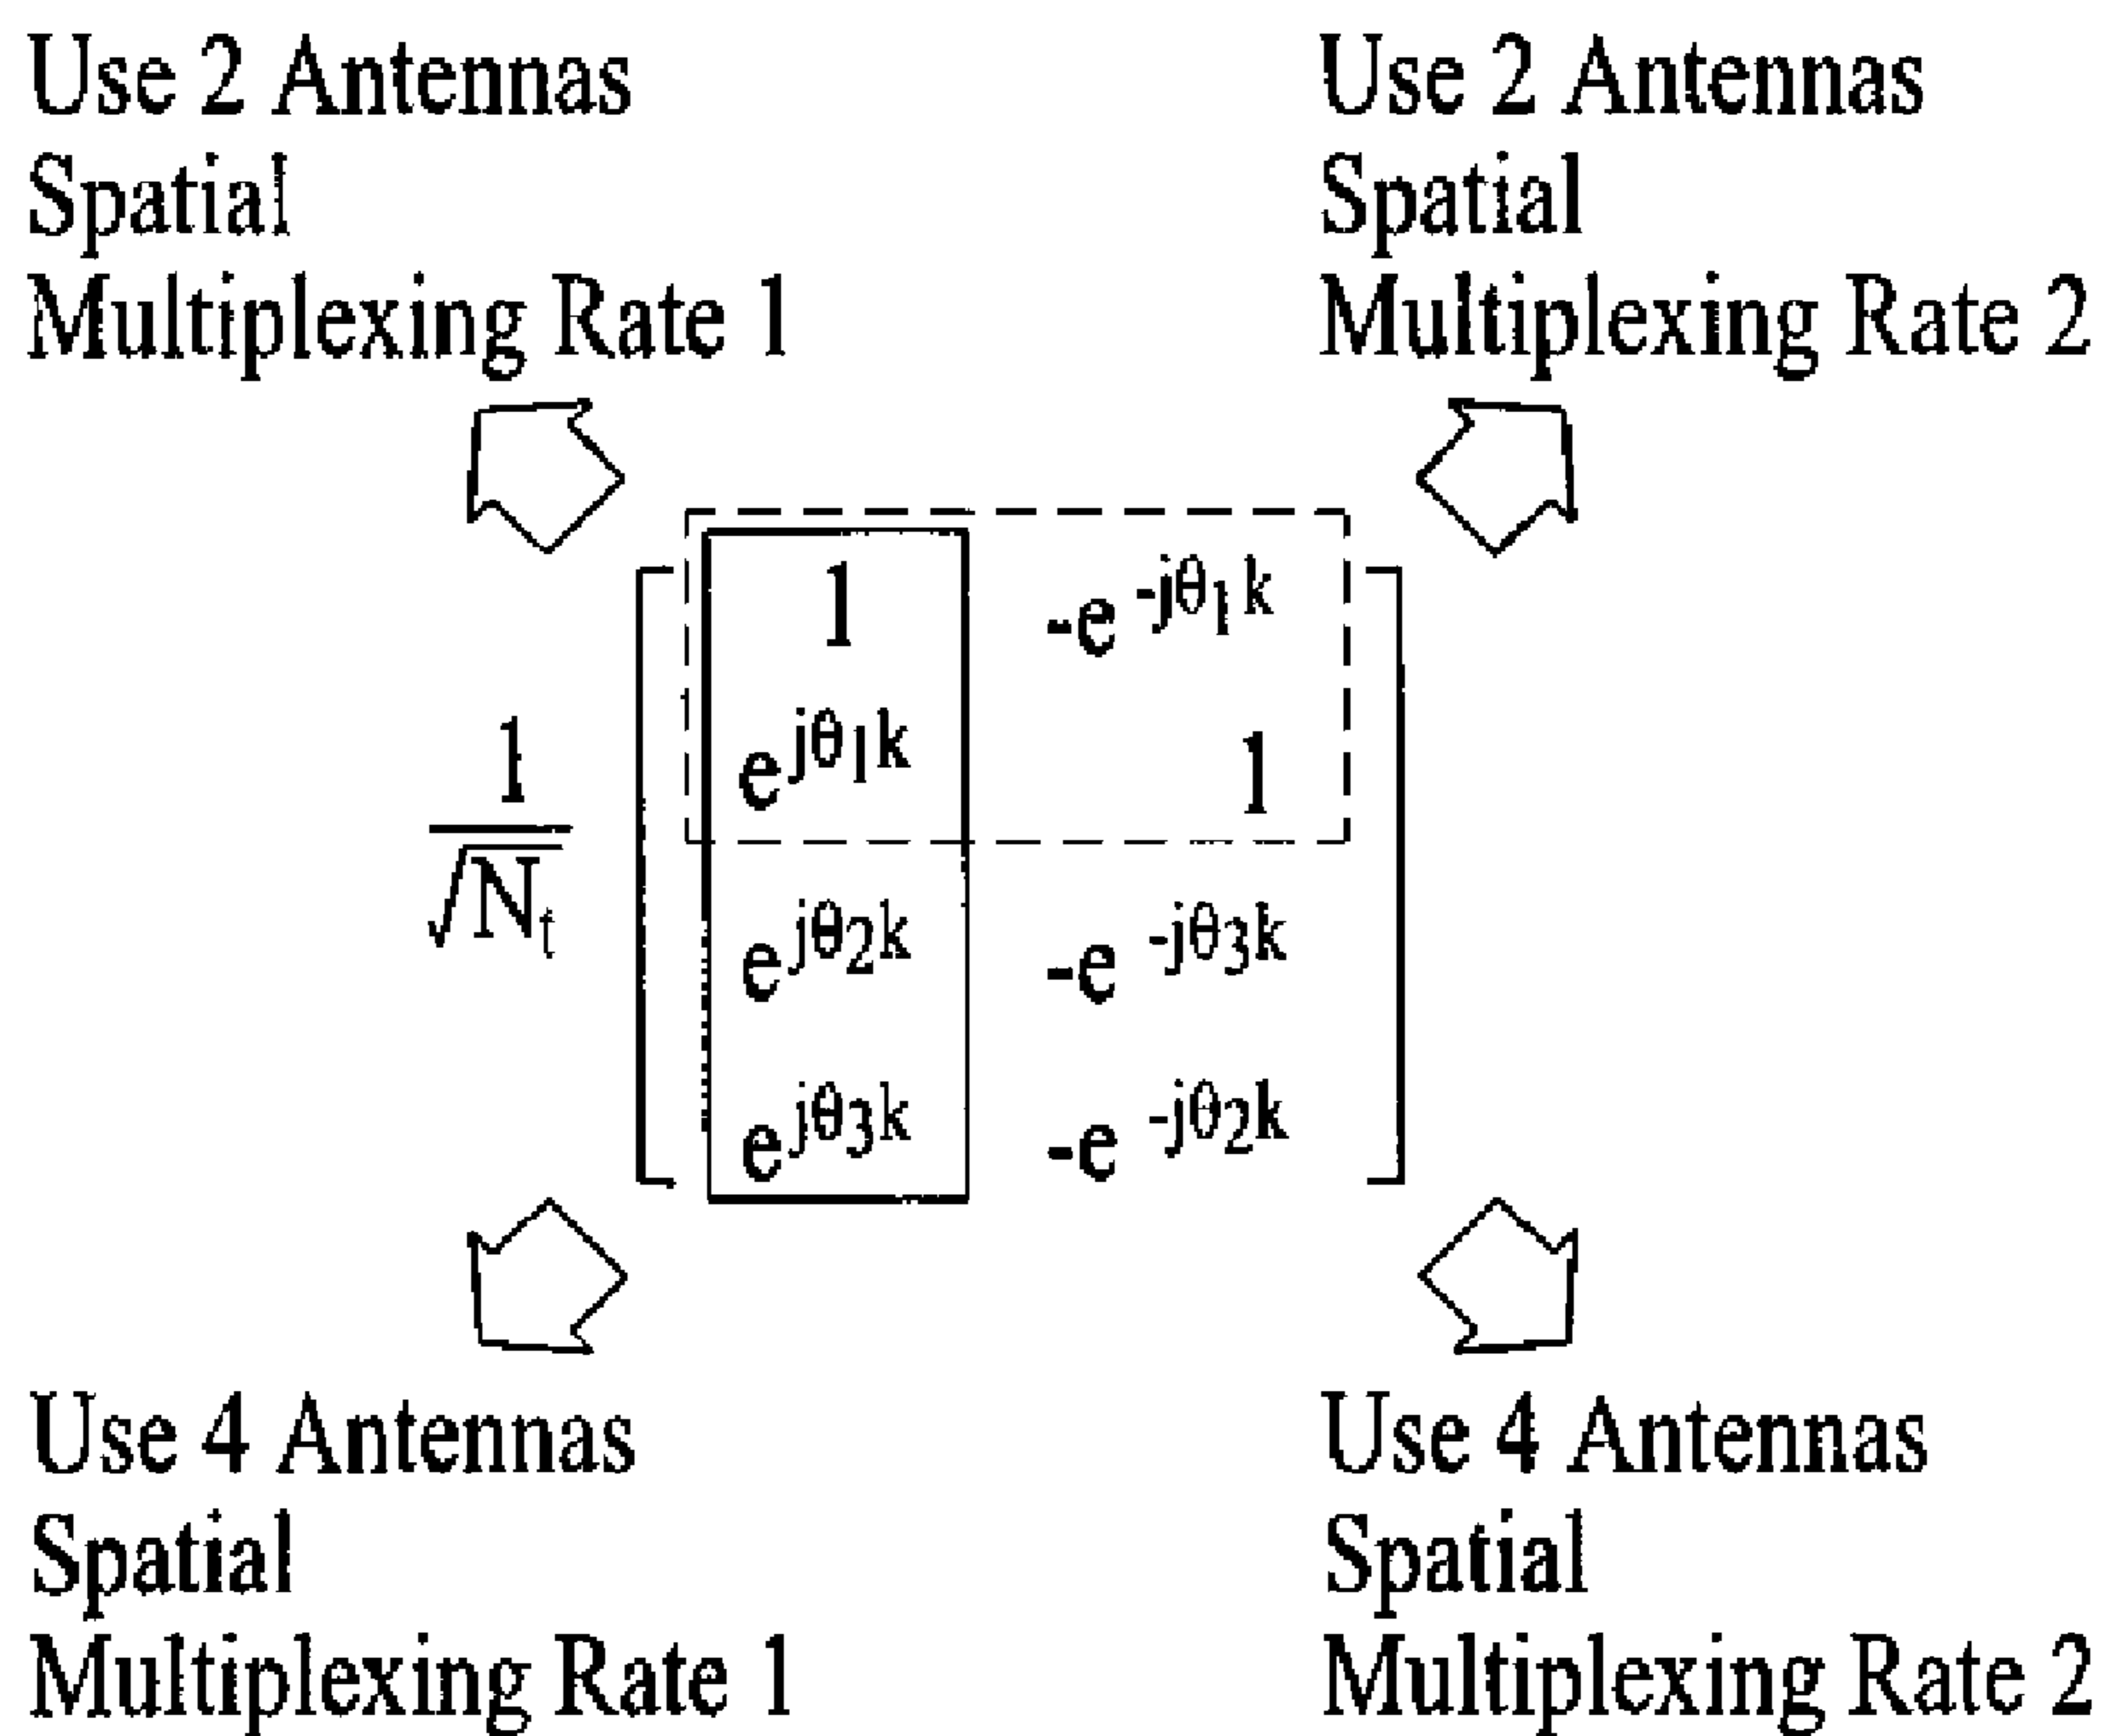 Use 2 Antennas
Spatial
Multiplexing Rate 1
Use 2 Antennas
Spatial
Multiplexing Rate 2
1 -e^{-jθ₁k}
e^{jθ₁k} 1
1/√N_t
e^{jθ₂k} -e^{-jθ₃k}
e^{jθ₃k} -e^{-jθ₂k}
Use 4 Antennas
Spatial
Multiplexing Rate 1
Use 4 Antennas
Spatial
Multiplexing Rate 2